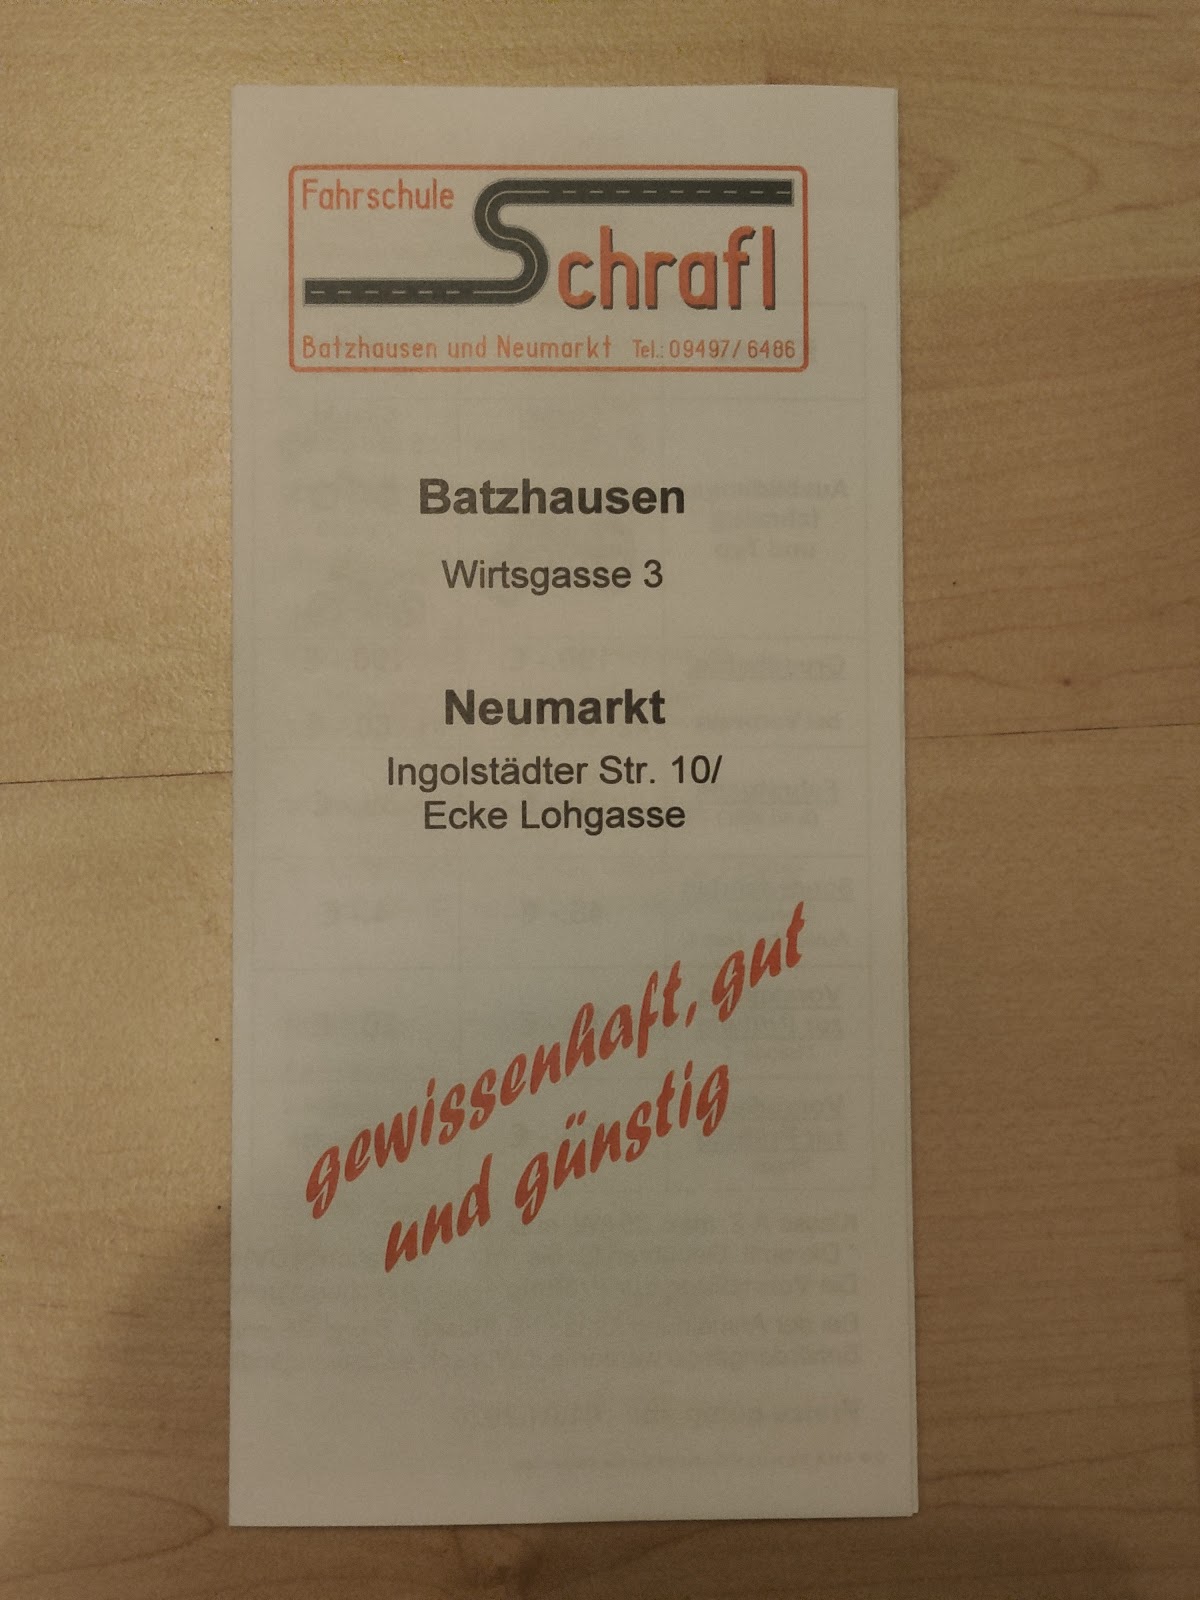 Fahrschule
Schrafl
Batzhausen und Neumarkt Tel.: 09497/6486
Batzhausen
Wirtsgasse 3
Neumarkt
Ingolstädter Str. 10/
Ecke Lohgasse
gewissenhaft, gut
und günstig